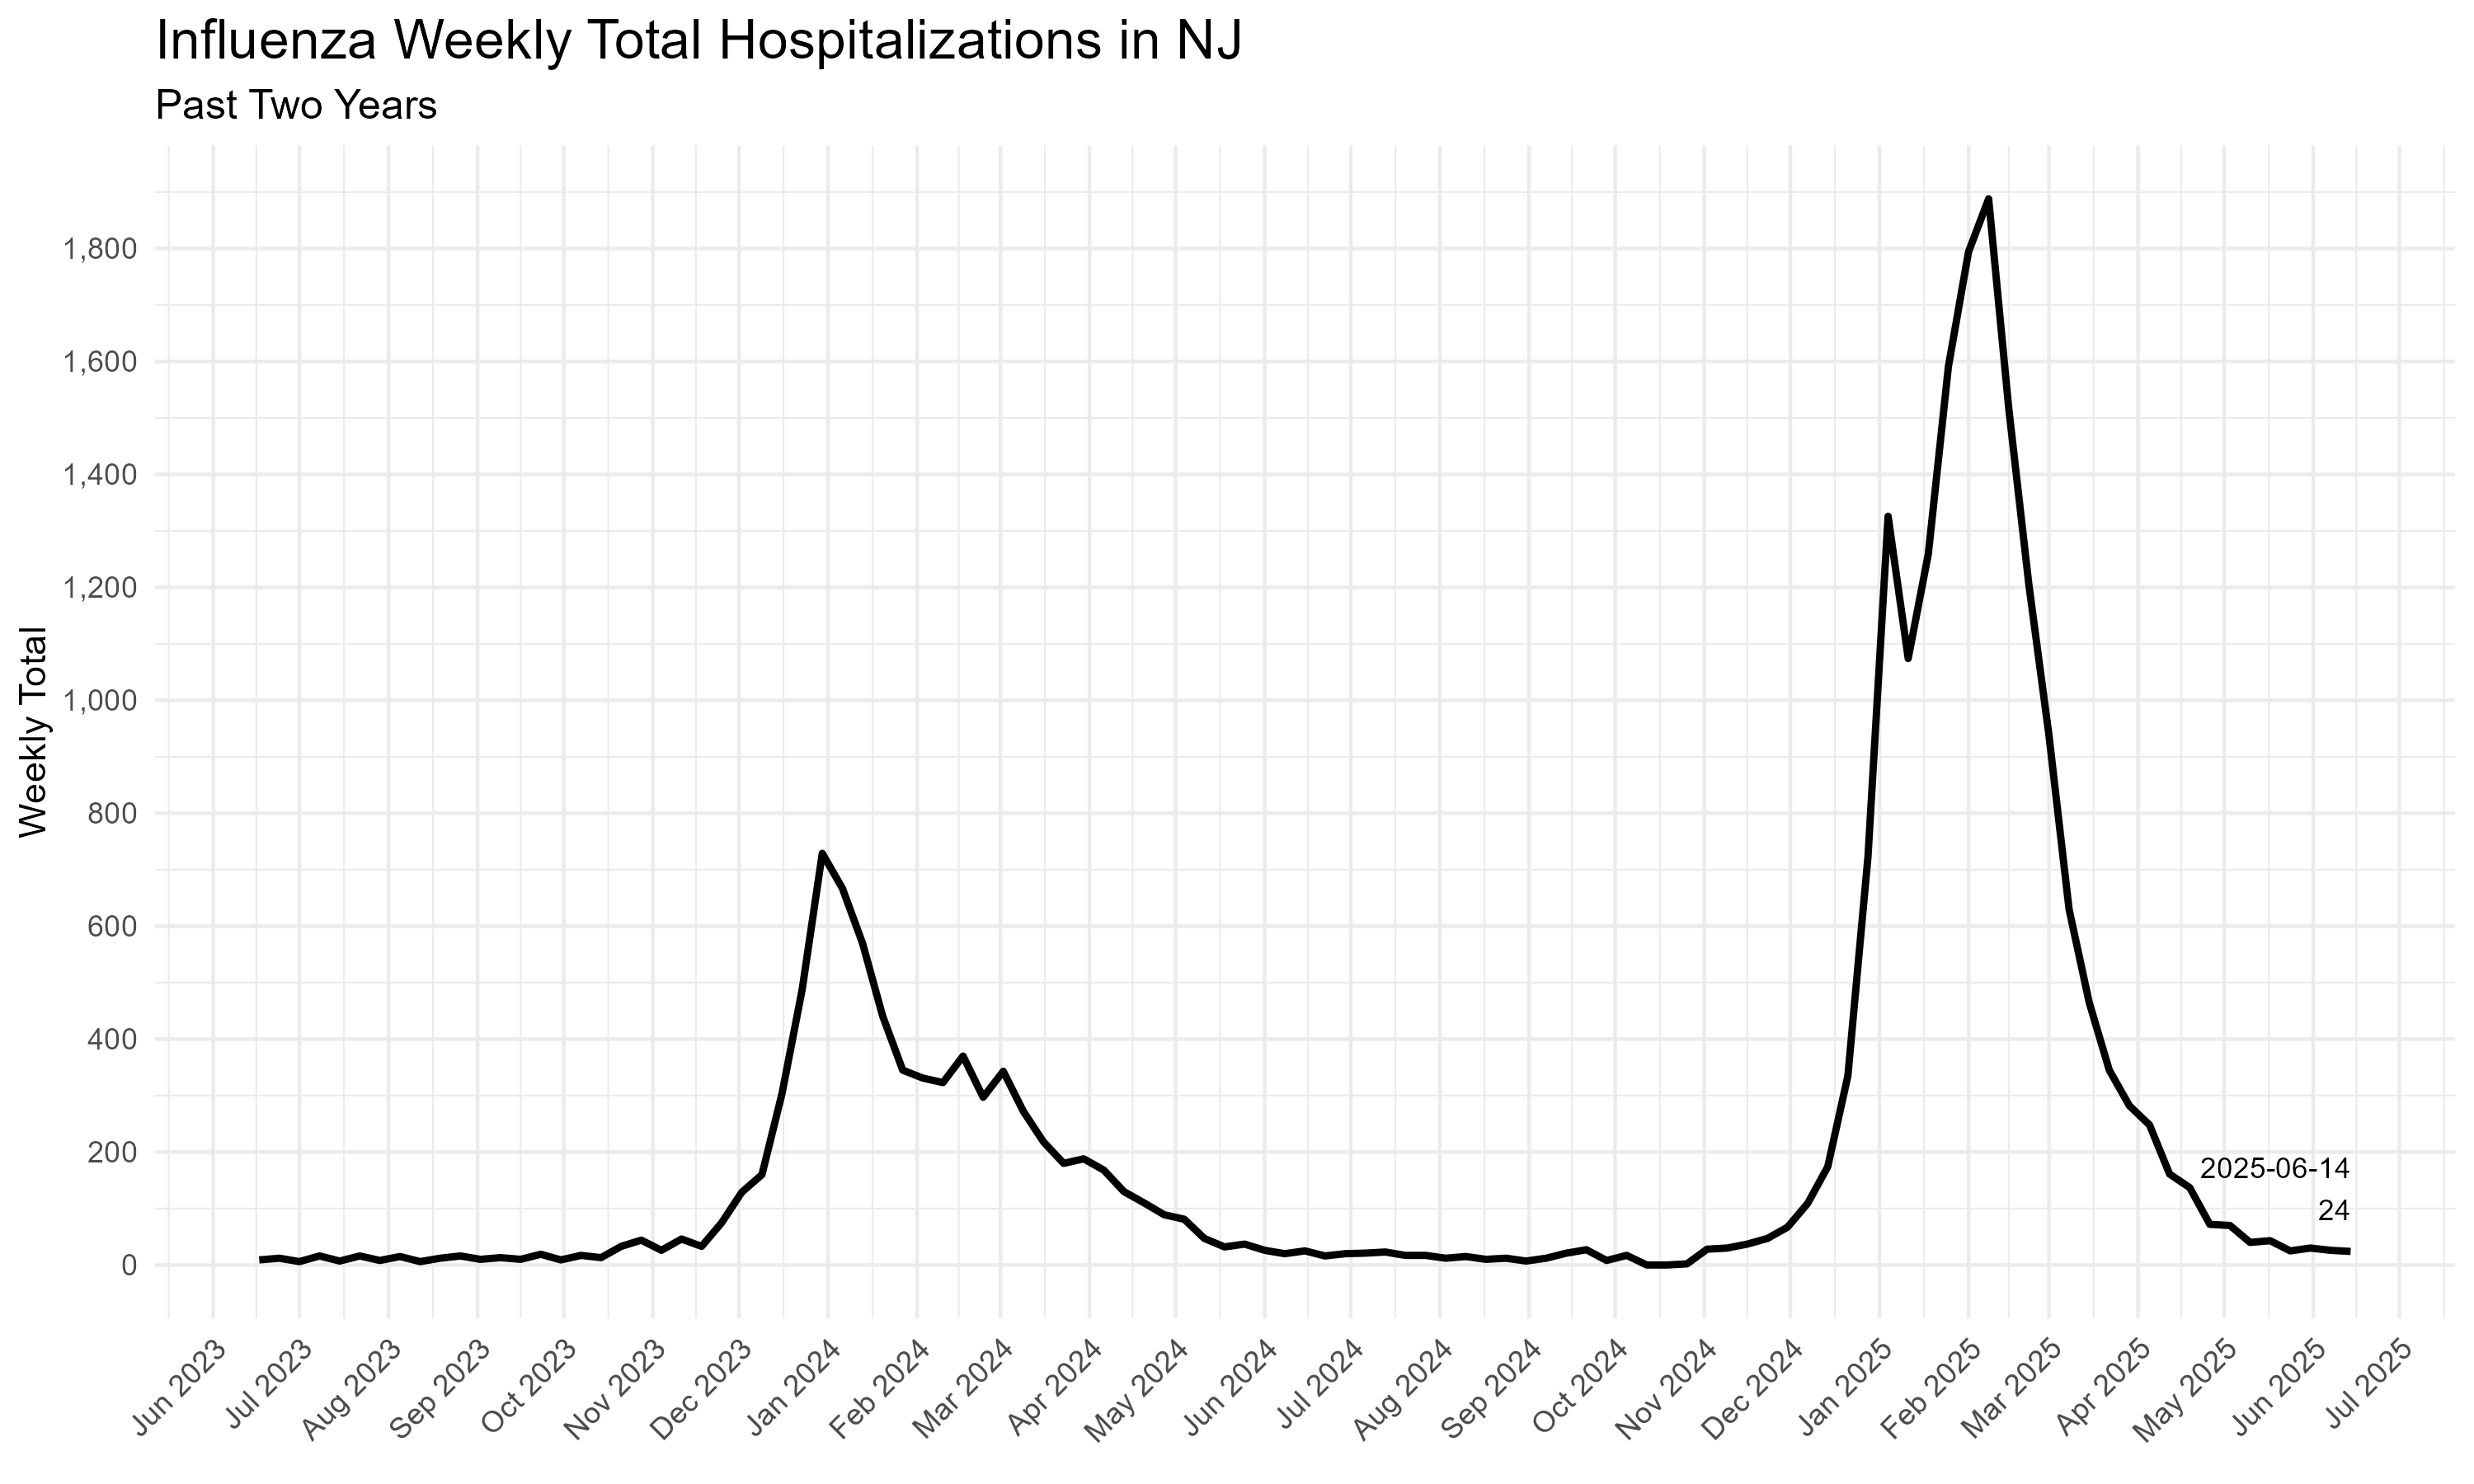 Influenza Weekly Total Hospitalizations in NJ
Past Two Years
Weekly Total
1,800
1,600
1,400
1,200
1,000
800
600
400
200
0
2025-06-14
24
Jun 2023
Jul 2023
Aug 2023
Sep 2023
Oct 2023
Nov 2023
Dec 2023
Jan 2024
Feb 2024
Mar 2024
Apr 2024
May 2024
Jun 2024
Jul 2024
Aug 2024
Sep 2024
Oct 2024
Nov 2024
Dec 2024
Jan 2025
Feb 2025
Mar 2025
Apr 2025
May 2025
Jun 2025
Jul 2025